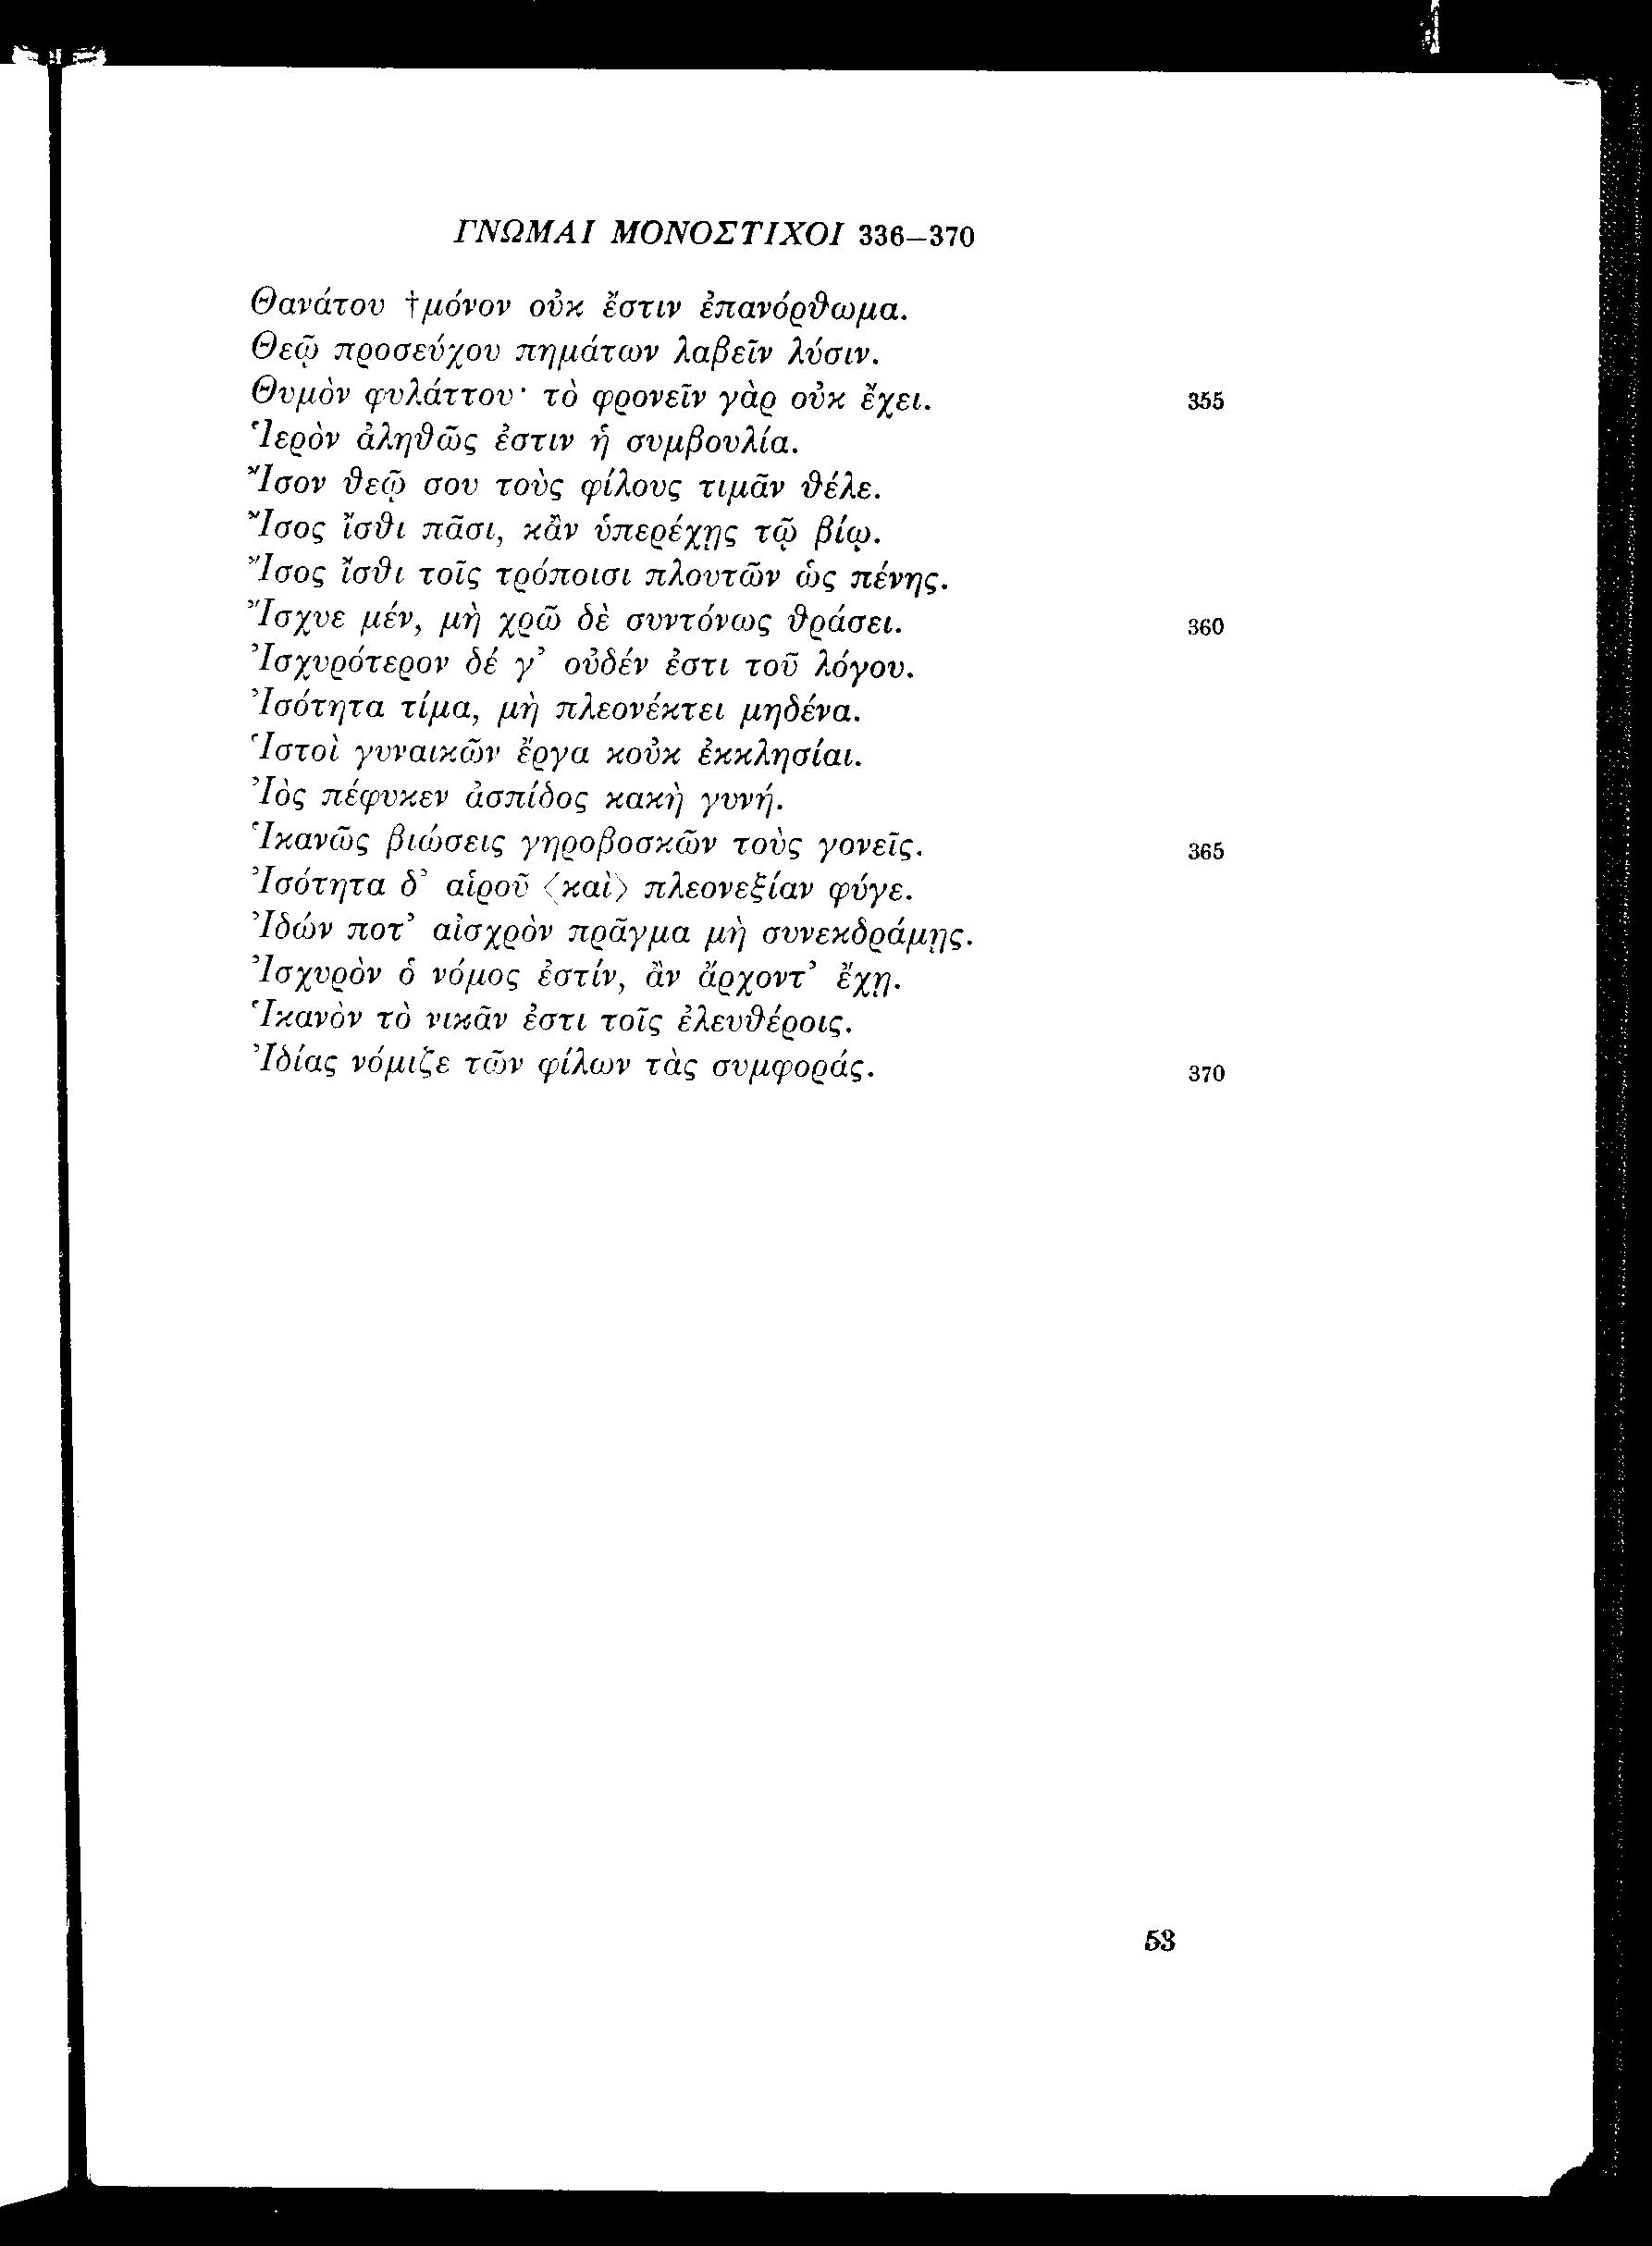 ΓΝΩΜΑΙ ΜΟΝΟΣΤΙΧΟΙ 336–370
Θανάτου †μόνον οὐκ ἔστιν ἐπανόρθωμα.
Θεῷ προσεύχου πημάτων λαβεῖν λύσιν.
Θυμὸν φυλάττου· τὸ φρονεῖν γὰρ οὐκ ἔχει. 355
Ἱερὸν ἀληθῶς ἐστιν ἡ συμβουλία.
Ἴσον θεῷ σου τοὺς φίλους τιμᾶν θέλε.
Ἴσος ἴσθι πᾶσι, κἂν ὑπερέχῃς τῷ βίῳ.
Ἴσος ἴσθι τοῖς τρόποισι πλουτῶν ὡς πένης.
Ἴσχυε μέν, μὴ χρῶ δὲ συντόνως θράσει. 360
Ἰσχυρότερον δέ γ’ οὐδέν ἐστι τοῦ λόγου.
Ἰσότητα τίμα, μὴ πλεονέκτει μηδένα.
Ἱστοὶ γυναικῶν ἔργα κοὐκ ἐκκλησίαι.
Ἰὸς πέφυκεν ἀσπίδος κακὴ γυνή.
Ἱκανῶς βιώσεις γηροβοσκῶν τοὺς γονεῖς. 365
Ἰσότητα δ’ αἱροῦ ⟨καὶ⟩ πλεονεξίαν φύγε.
Ἰδών ποτ’ αἰσχρὸν πρᾶγμα μὴ συνεκδράμῃς.
Ἰσχυρὸν ὁ νόμος ἐστίν, ἂν ἄρχοντ’ ἔχῃ.
Ἱκανὸν τὸ νικᾶν ἐστι τοῖς ἐλευθέροις.
Ἰδίας νόμιζε τῶν φίλων τὰς συμφοράς. 370
53